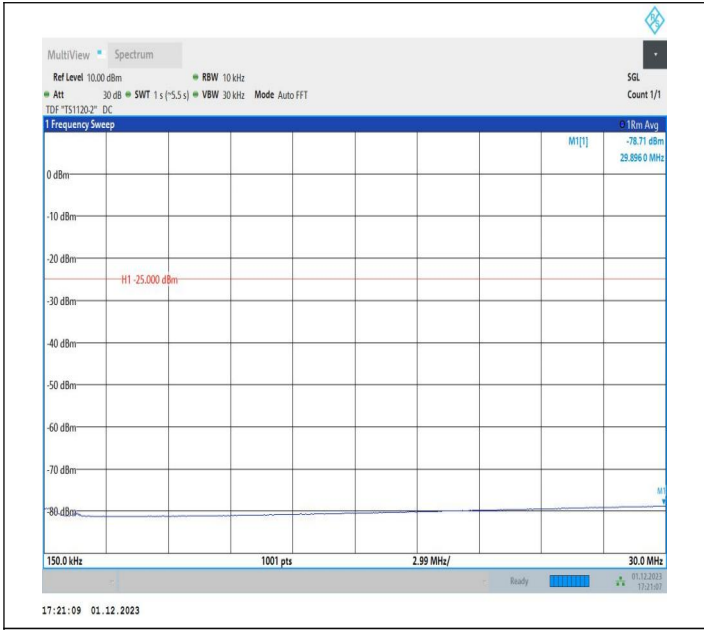 R S
MultiView Spectrum
Ref Level 10.00 dBm RBW 10 kHz SGL
Att 30 dB SWT 1 s (~5.5 s) VBW 30 kHz Mode Auto FFT Count 1/1
TDF "TS1120-2" DC
1 Frequency Sweep 1Rm Avg
M1[1] -78.71 dBm
29.896 0 MHz
0 dBm
-10 dBm
-20 dBm
H1 -25.000 dBm
-30 dBm
-40 dBm
-50 dBm
-60 dBm
-70 dBm
M1
-80 dBm
150.0 kHz 1001 pts 2.99 MHz/ 30.0 MHz
Ready 01.12.2023
17:21:07
17:21:09 01.12.2023